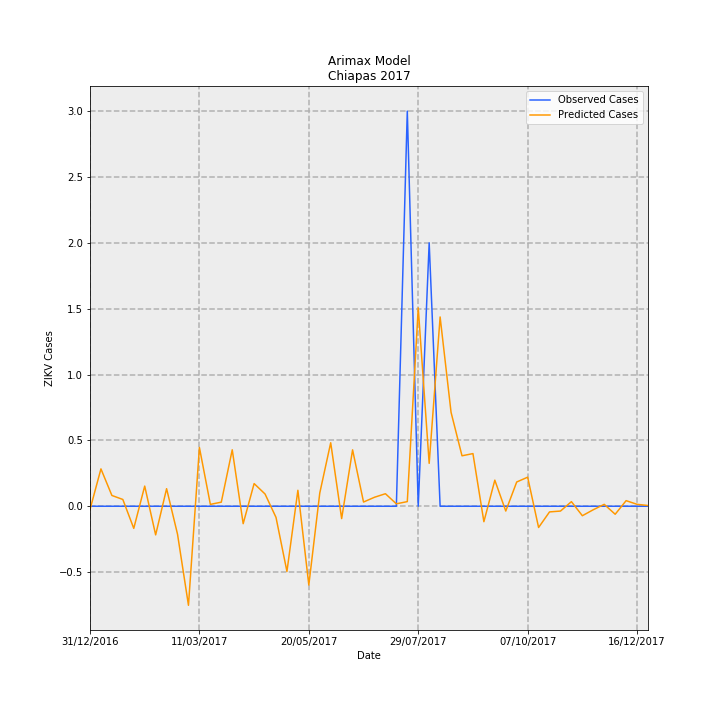 Arimax Model
Chiapas 2017
Observed Cases
Predicted Cases
ZIKV Cases
3.0
2.5
2.0
1.5
1.0
0.5
0.0
−0.5
31/12/2016
11/03/2017
20/05/2017
29/07/2017
07/10/2017
16/12/2017
Date